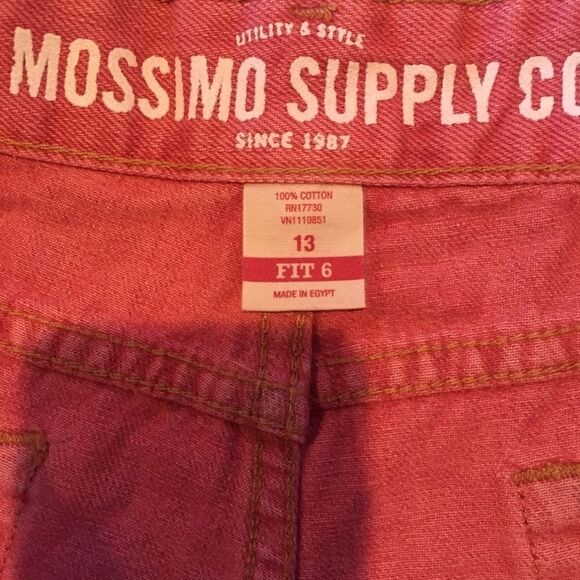 UTILITY & STYLE
MOSSIMO SUPPLY CO
SINCE 1987
100% COTTON
RN17730
VN1119851
13
FIT 6
MADE IN EGYPT